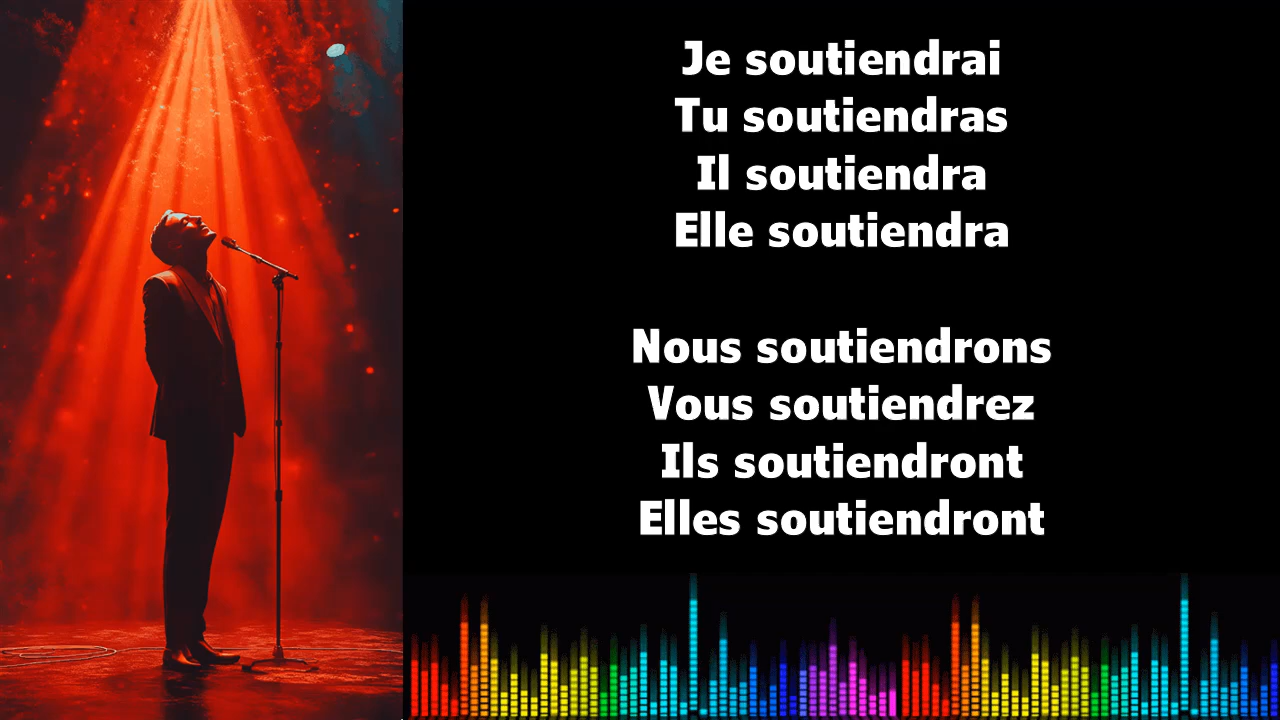 Je soutiendrai
Tu soutiendras
Il soutiendra
Elle soutiendra
Nous soutiendrons
Vous soutiendrez
Ils soutiendront
Elles soutiendront